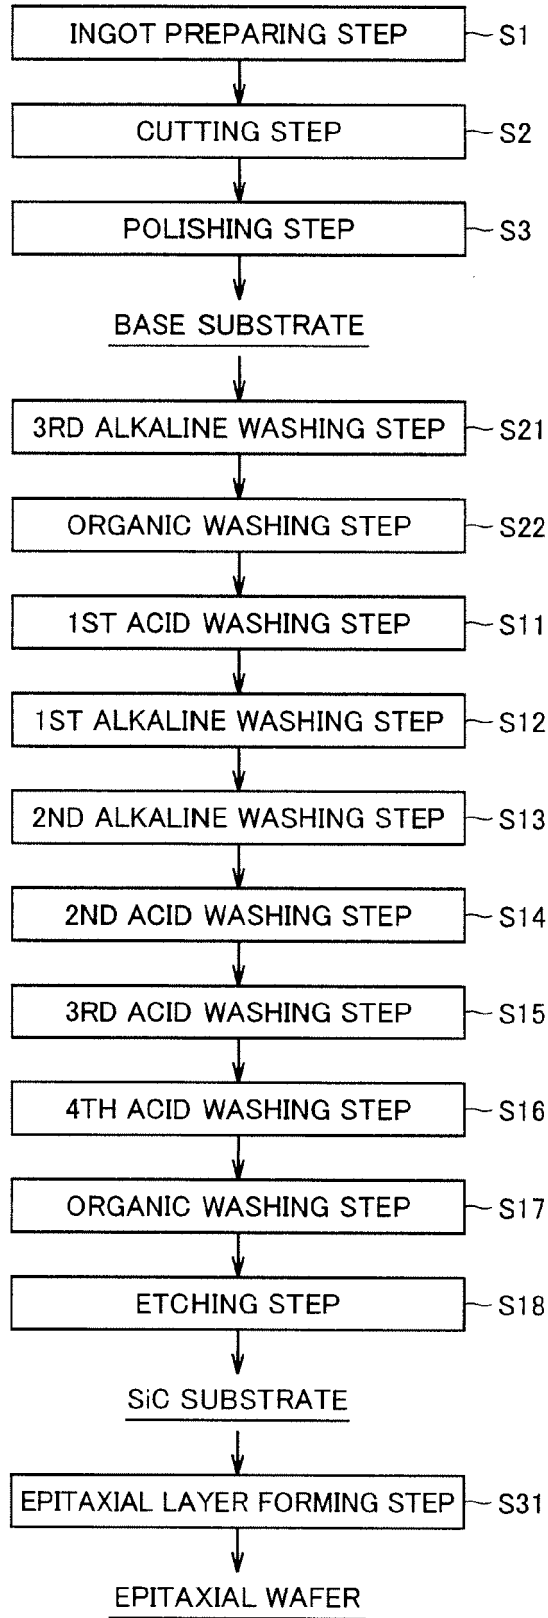 INGOT PREPARING STEP S1
CUTTING STEP S2
POLISHING STEP S3
BASE SUBSTRATE
3RD ALKALINE WASHING STEP S21
ORGANIC WASHING STEP S22
1ST ACID WASHING STEP S11
1ST ALKALINE WASHING STEP S12
2ND ALKALINE WASHING STEP S13
2ND ACID WASHING STEP S14
3RD ACID WASHING STEP S15
4TH ACID WASHING STEP S16
ORGANIC WASHING STEP S17
ETCHING STEP S18
SiC SUBSTRATE
EPITAXIAL LAYER FORMING STEP S31
EPITAXIAL WAFER